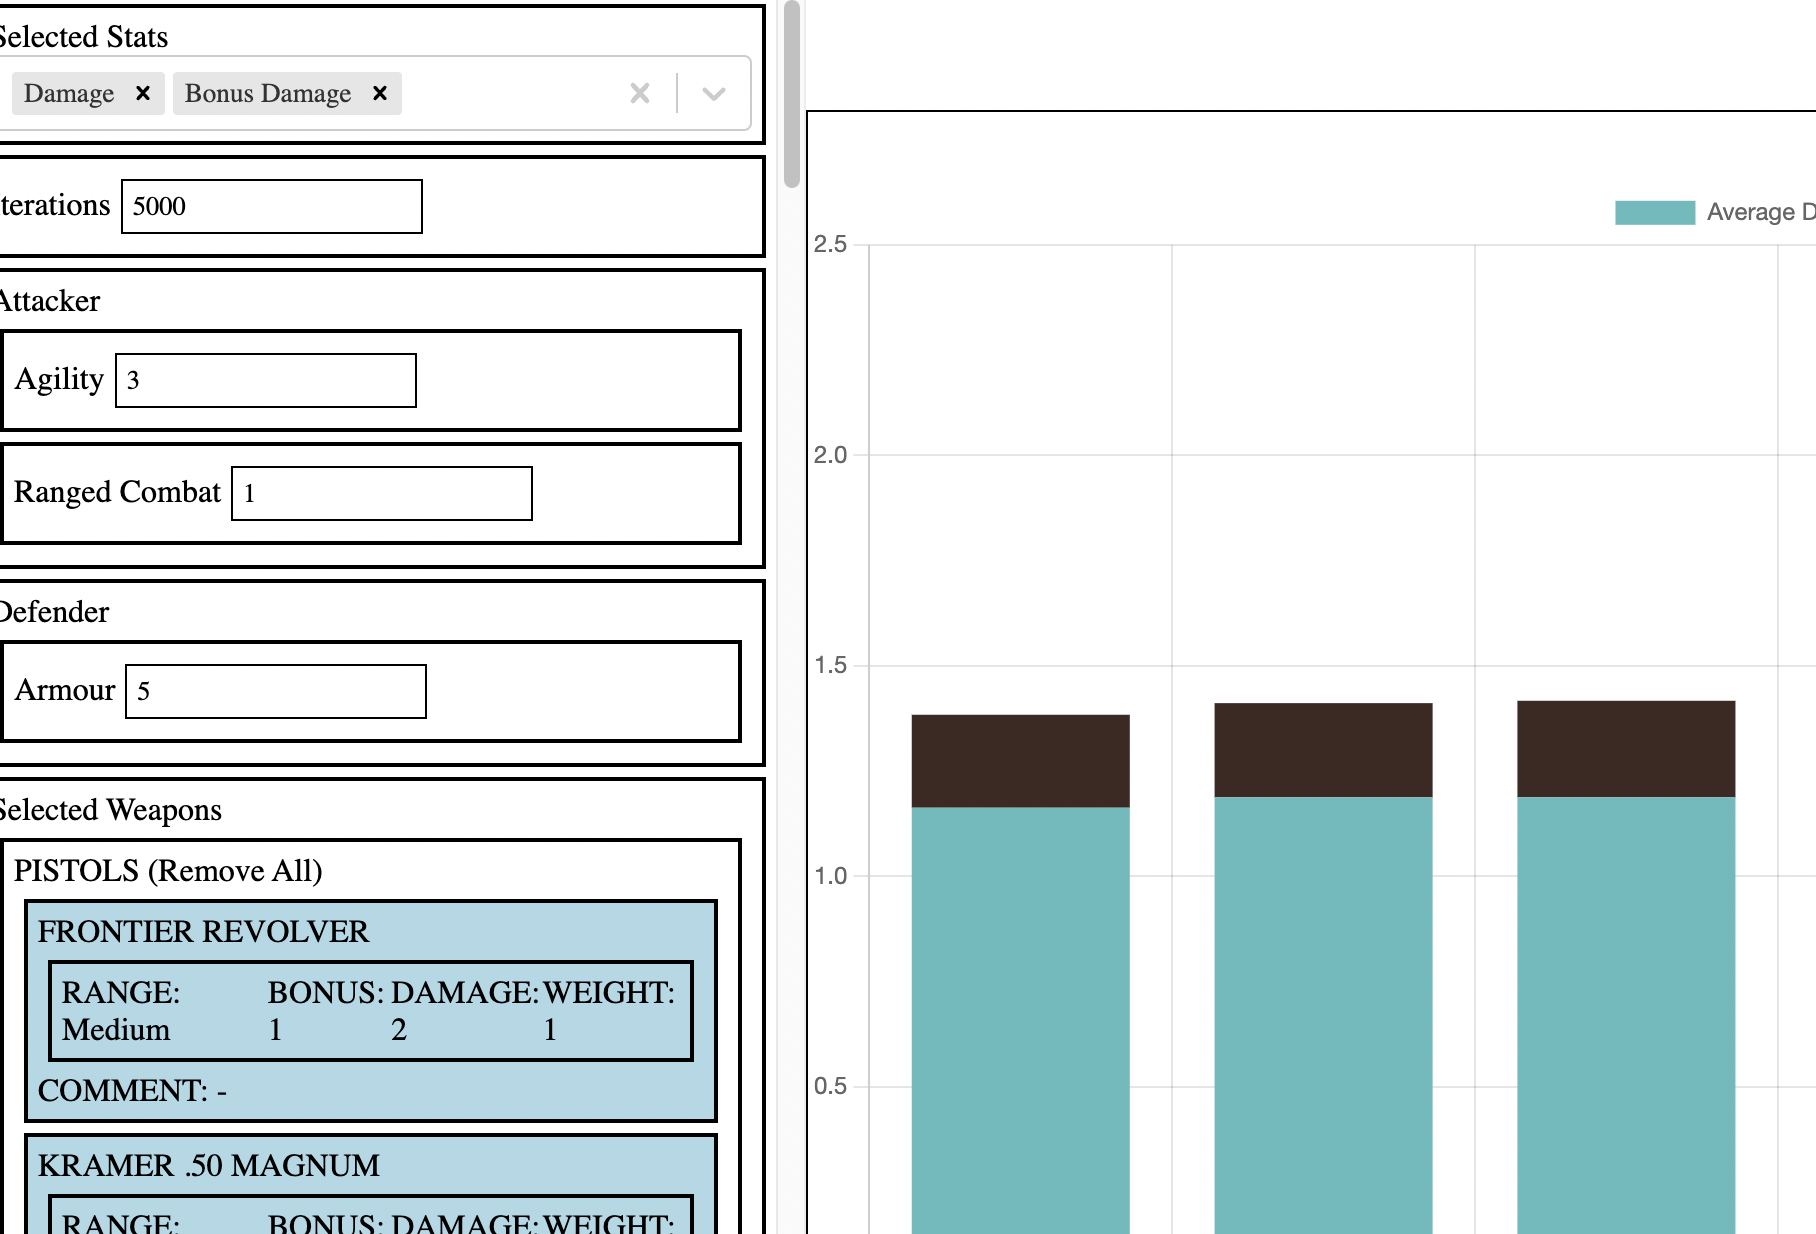 Selected Stats
Damage Bonus Damage
terations 5000
Attacker
Agility 3
Ranged Combat 1
Defender
Armour 5
Selected Weapons
PISTOLS (Remove All)
FRONTIER REVOLVER
RANGE: BONUS: DAMAGE: WEIGHT:
Medium 1 2 1
COMMENT: -
KRAMER .50 MAGNUM
RANGE: BONUS: DAMAGE: WEIGHT:
Average D
2.5
2.0
1.5
1.0
0.5